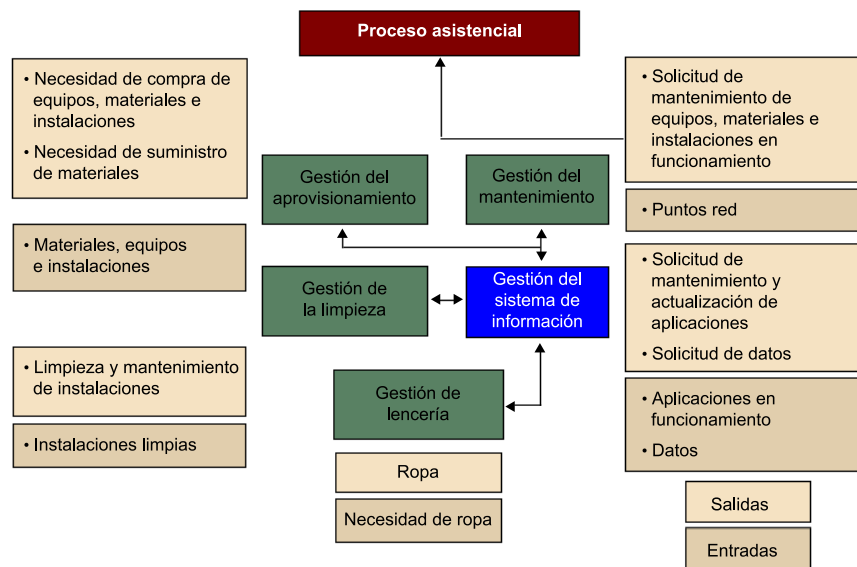 Proceso asistencial
• Necesidad de compra de
equipos, materiales e
instalaciones
• Necesidad de suministro
de materiales
• Solicitud de
mantenimiento de
equipos, materiales e
instalaciones en
funcionamiento
Gestión del
aprovisionamiento
Gestión del
mantenimiento
• Puntos red
• Materiales, equipos
e instalaciones
Gestión de
la limpieza
Gestión del
sistema de
información
• Solicitud de
mantenimiento y
actualización de
aplicaciones
• Solicitud de datos
• Limpieza y mantenimiento
de instalaciones
• Instalaciones limpias
Gestión de
lencería
• Aplicaciones en
funcionamiento
• Datos
Ropa
Necesidad de ropa
Salidas
Entradas